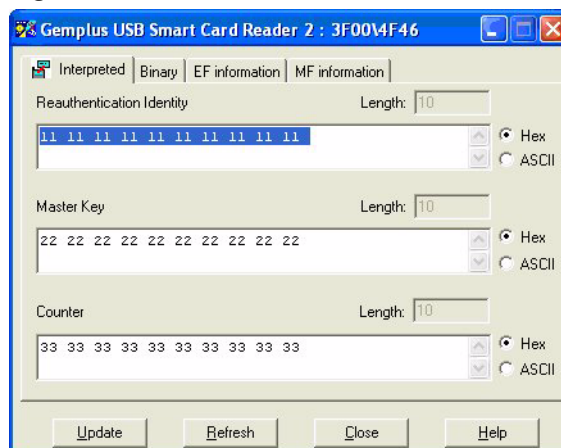 Gemplus USB Smart Card Reader 2 : 3F00\4F46
Interpreted Binary EF information MF information
Reauthentication Identity Length: 10
11 11 11 11 11 11 11 11 11 11 Hex
ASCII
Master Key Length: 10
22 22 22 22 22 22 22 22 22 22 Hex
ASCII
Counter Length: 10
33 33 33 33 33 33 33 33 33 33 Hex
ASCII
Update Refresh Close Help